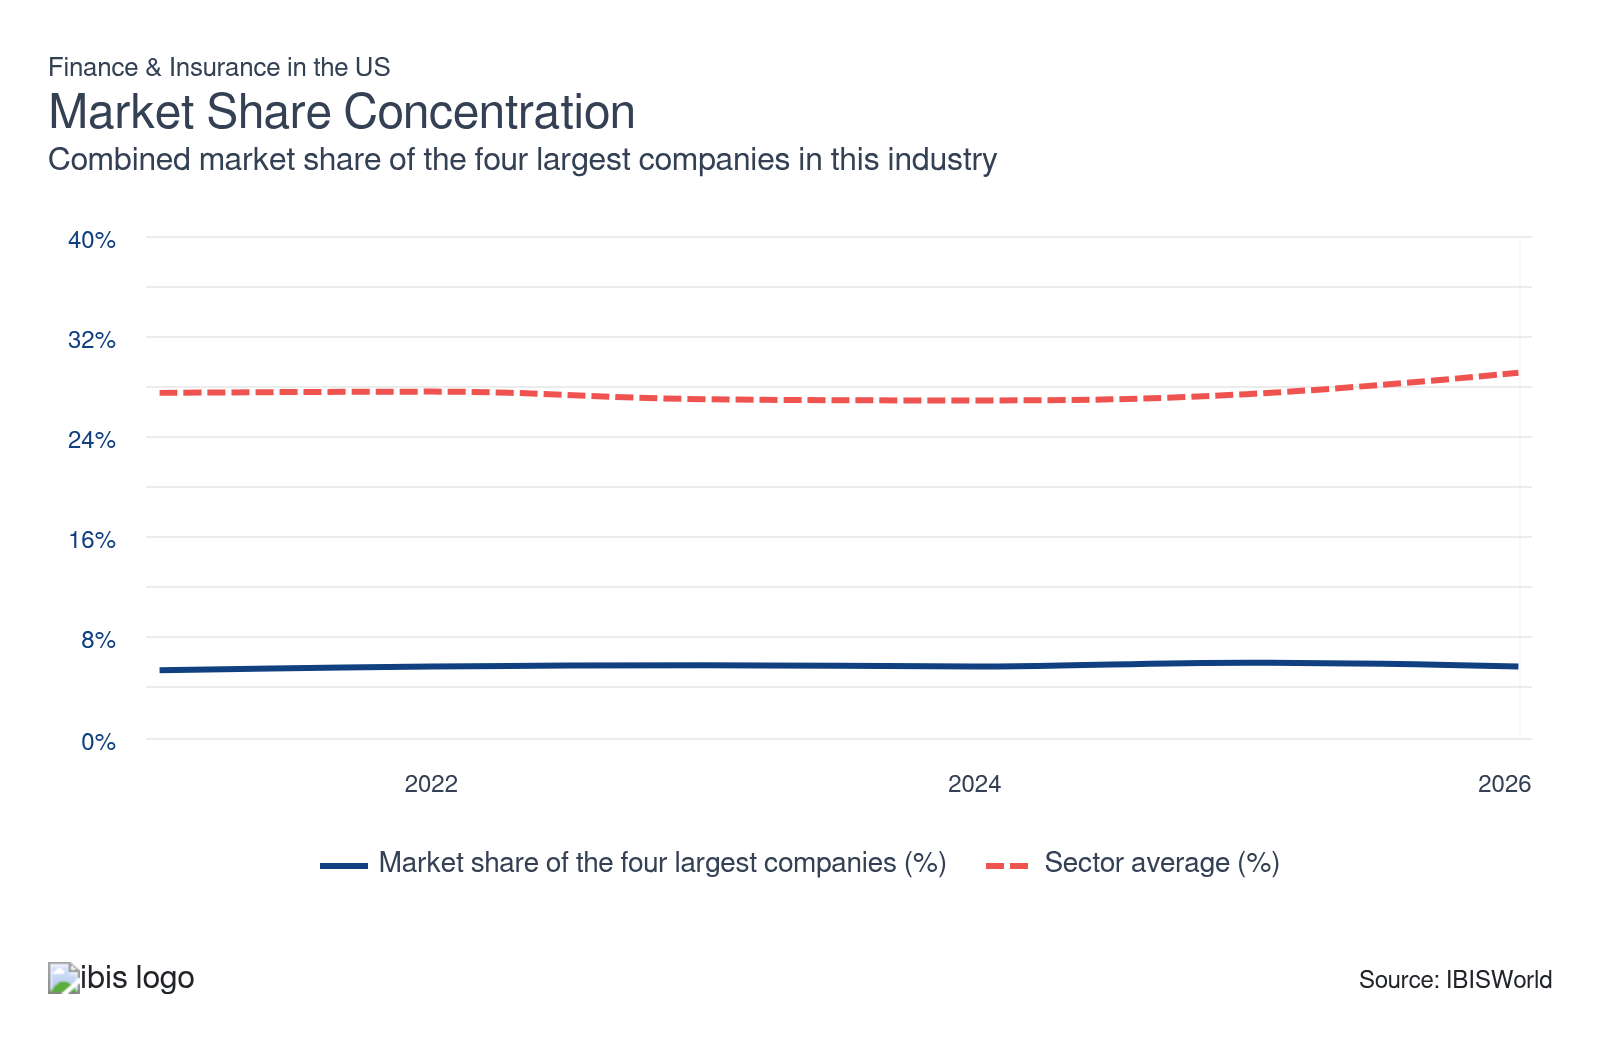 Finance & Insurance in the US
Market Share Concentration
Combined market share of the four largest companies in this industry
40%
32%
24%
16%
8%
0%
2022 2024 2026
Market share of the four largest companies (%) Sector average (%)
ibis logo Source: IBISWorld